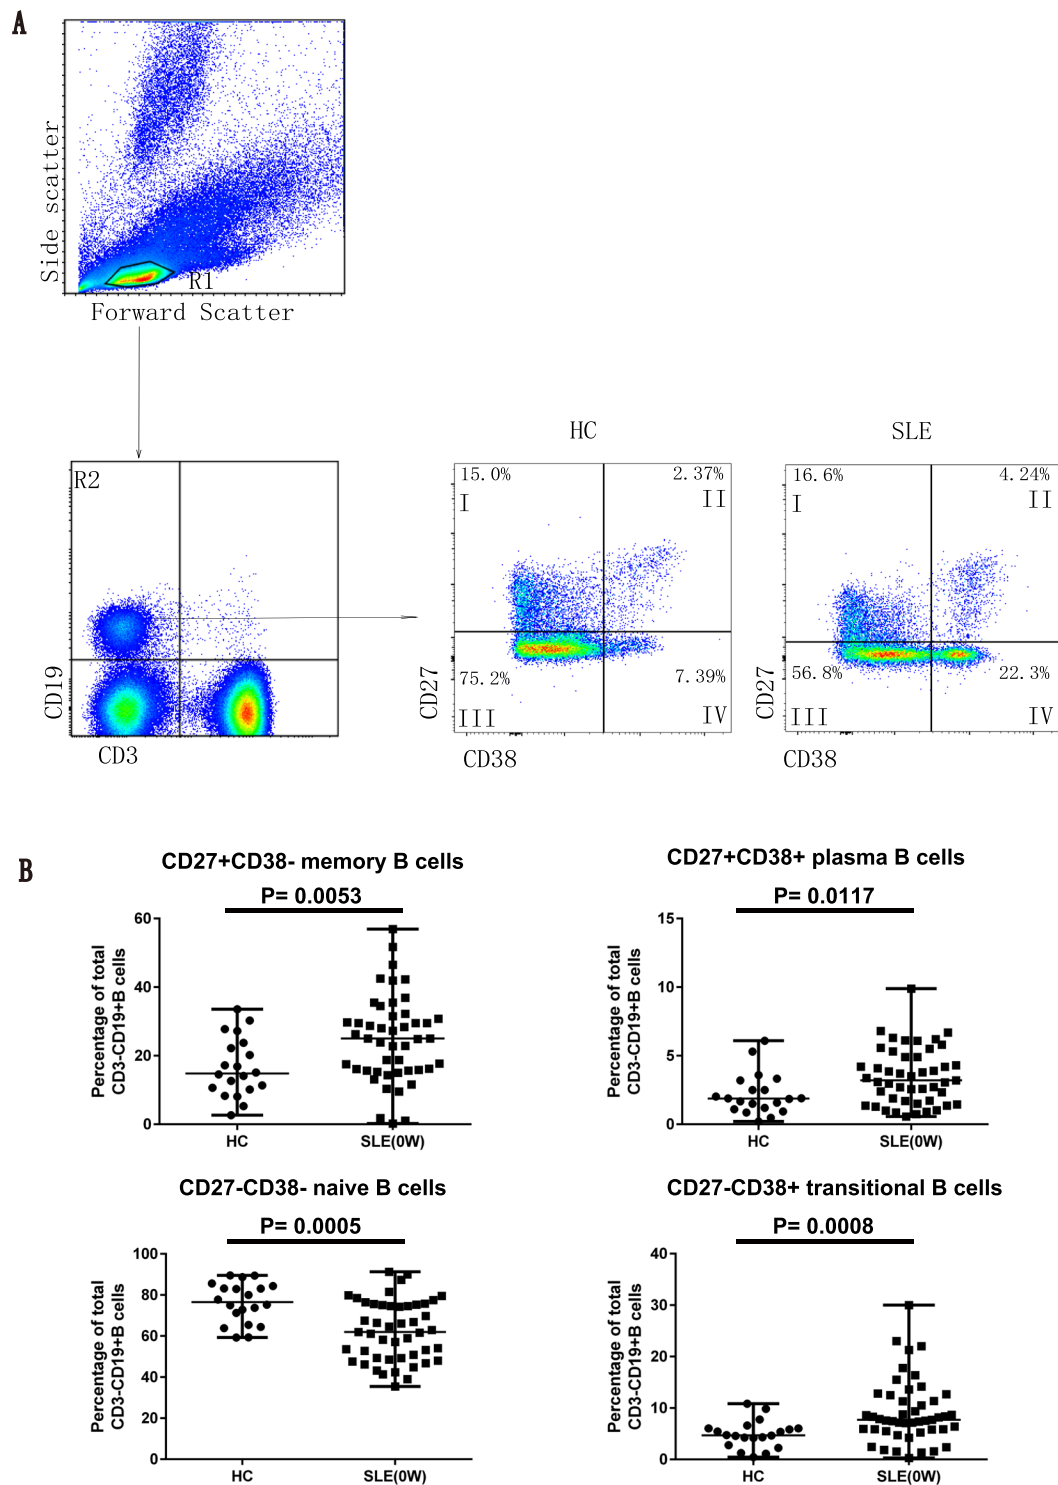 A
Side scatter
R1
Forward Scatter
HC
SLE
R2
CD19
CD3
15.0%
2.37%
I
II
75.2%
7.39%
III
IV
CD27
CD38
16.6%
4.24%
I
II
56.8%
22.3%
III
IV
CD27
CD38
B
CD27+CD38- memory B cells
P= 0.0053
Percentage of total
CD3-CD19+B cells
60
40
20
0
HC
SLE(0W)
CD27+CD38+ plasma B cells
P= 0.0117
Percentage of total
CD3-CD19+B cells
15
10
5
0
HC
SLE(0W)
CD27-CD38- naive B cells
P= 0.0005
Percentage of total
CD3-CD19+B cells
100
80
60
40
20
0
HC
SLE(0W)
CD27-CD38+ transitional B cells
P= 0.0008
Percentage of total
CD3-CD19+B cells
40
30
20
10
0
HC
SLE(0W)